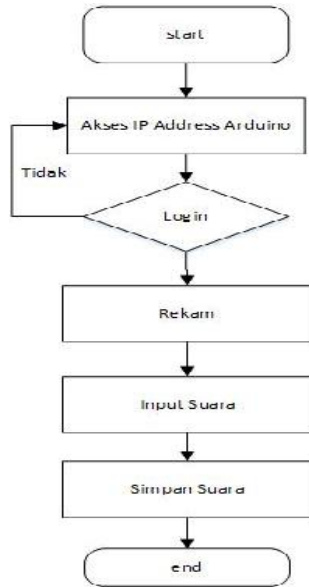 start
Akses IP Address Arduino
Tidak
Login
Rekam
Input Suara
Simpan Suara
end